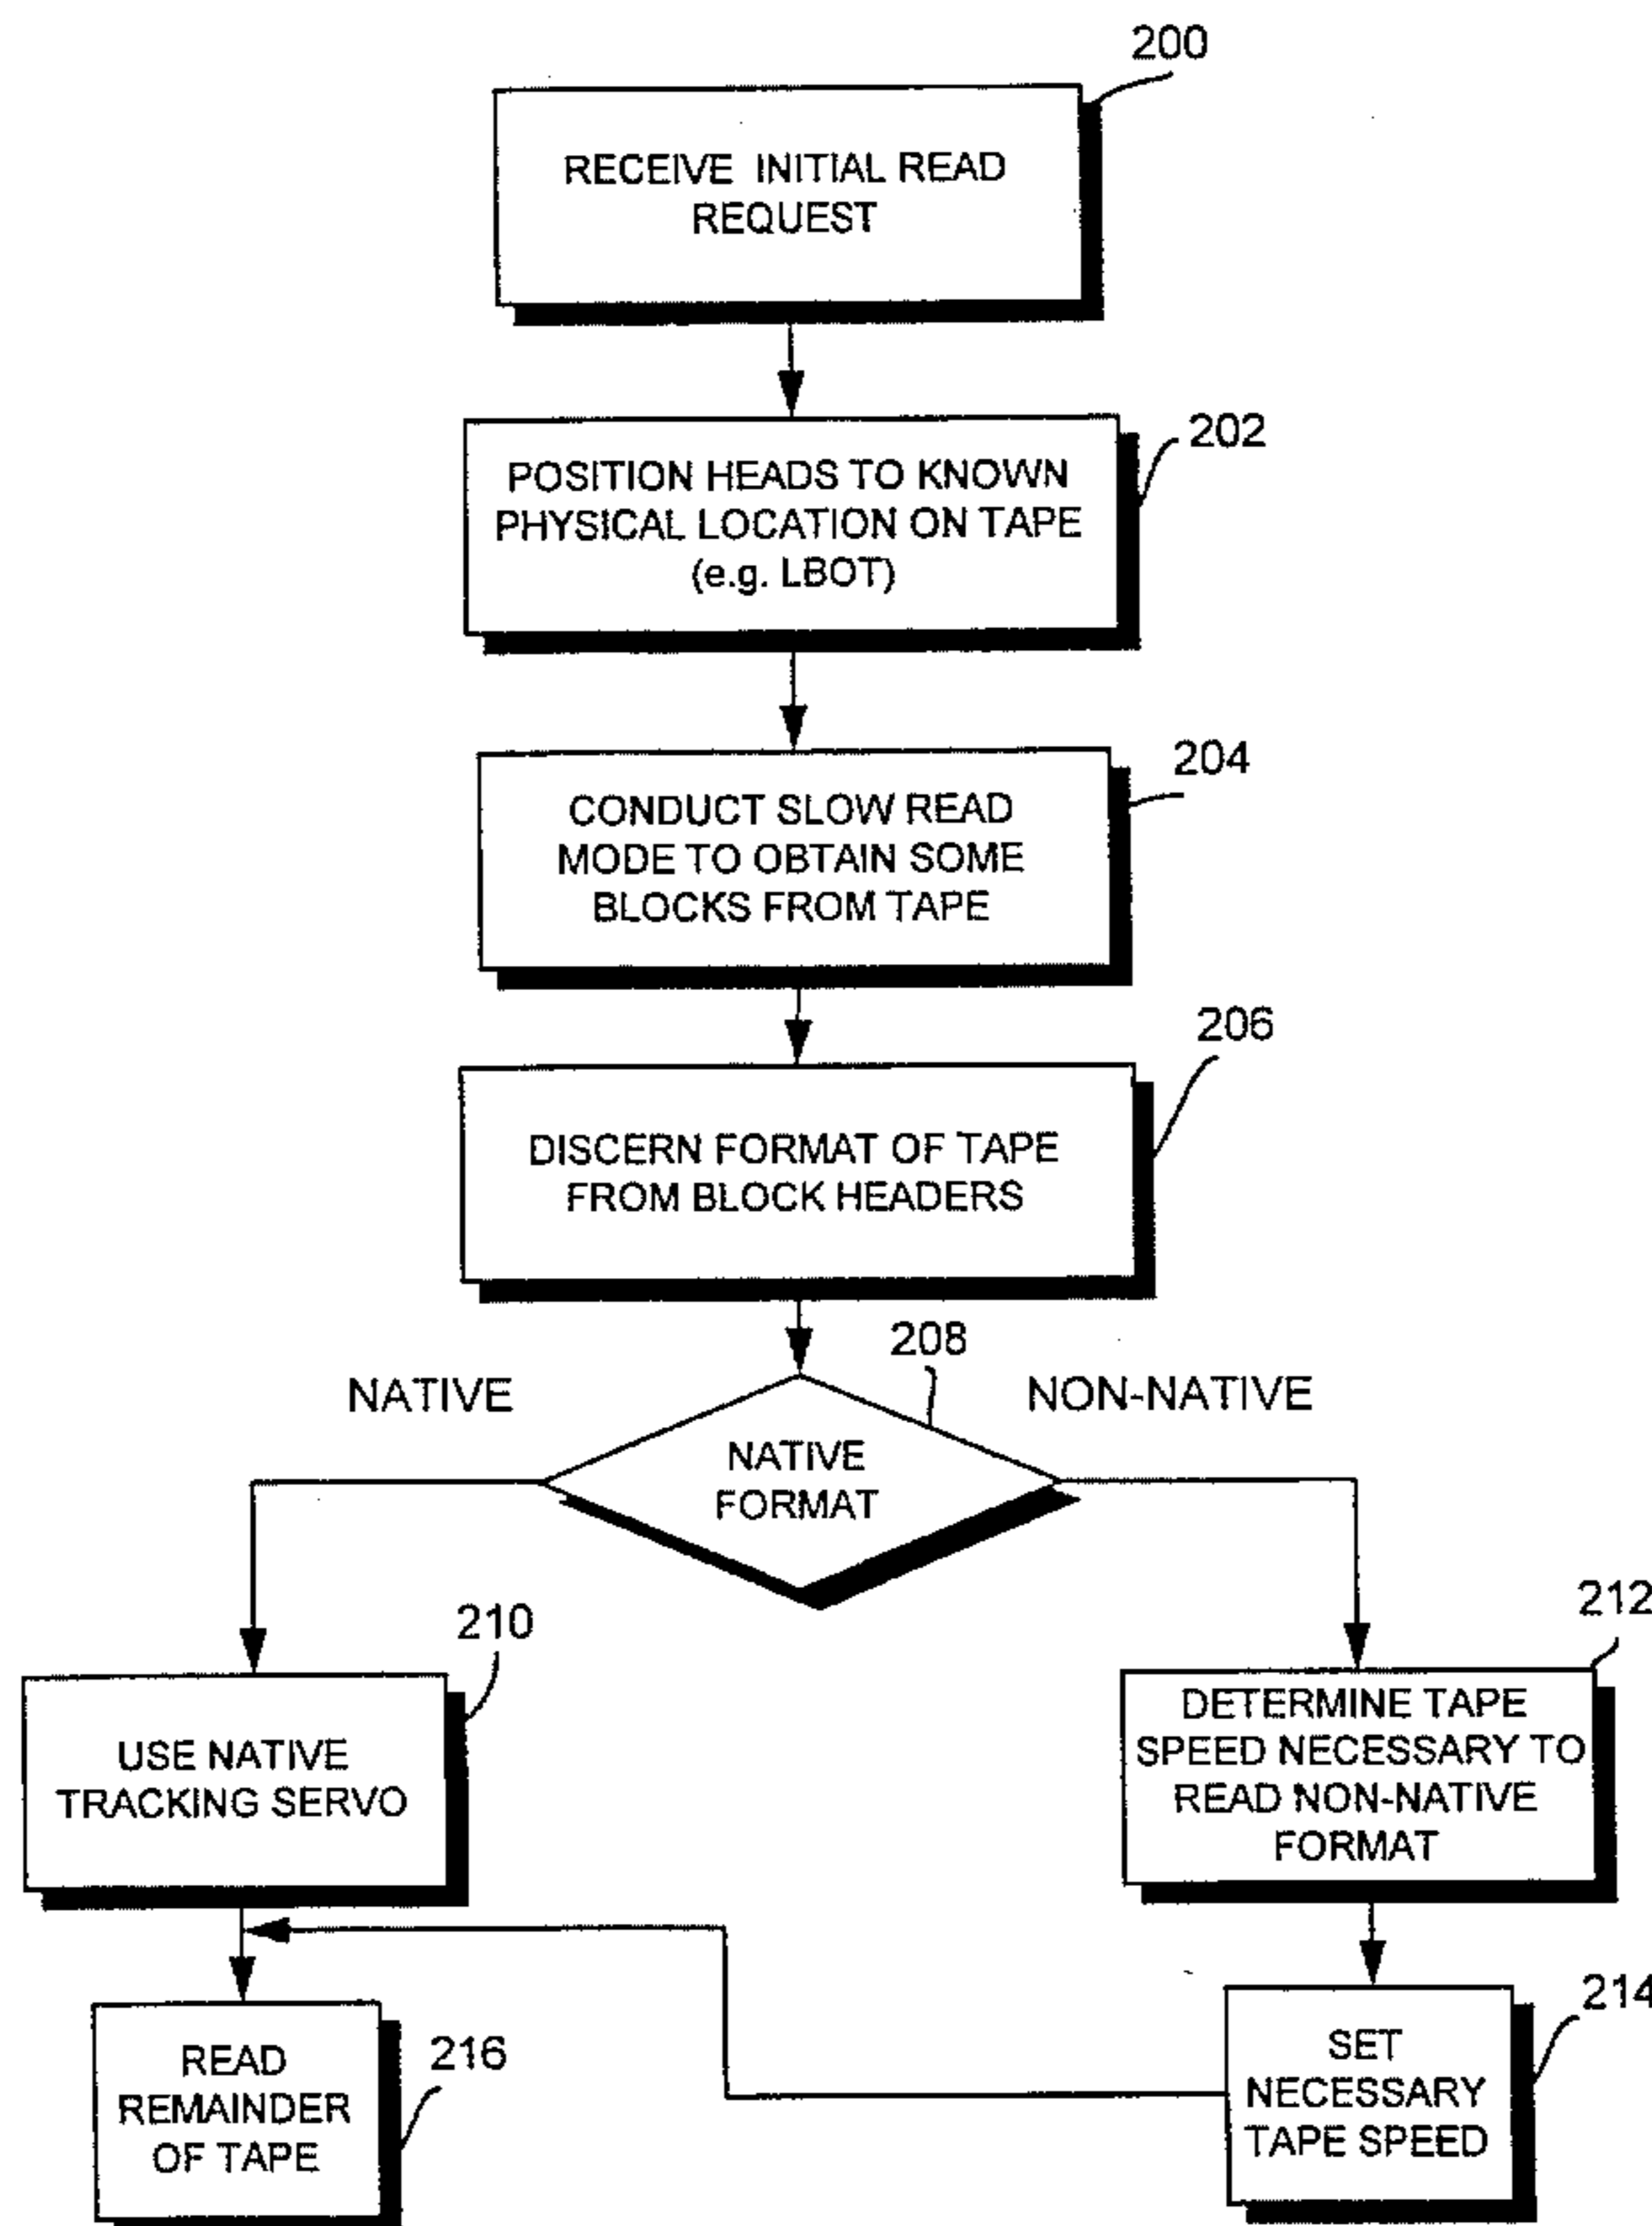 200
RECEIVE INITIAL READ
REQUEST
202
POSITION HEADS TO KNOWN
PHYSICAL LOCATION ON TAPE
(e.g. LBOT)
204
CONDUCT SLOW READ
MODE TO OBTAIN SOME
BLOCKS FROM TAPE
206
DISCERN FORMAT OF TAPE
FROM BLOCK HEADERS
208
NATIVE
NON-NATIVE
NATIVE
FORMAT
210
USE NATIVE
TRACKING SERVO
212
DETERMINE TAPE
SPEED NECESSARY TO
READ NON-NATIVE
FORMAT
216
READ
REMAINDER
OF TAPE
214
SET
NECESSARY
TAPE SPEED